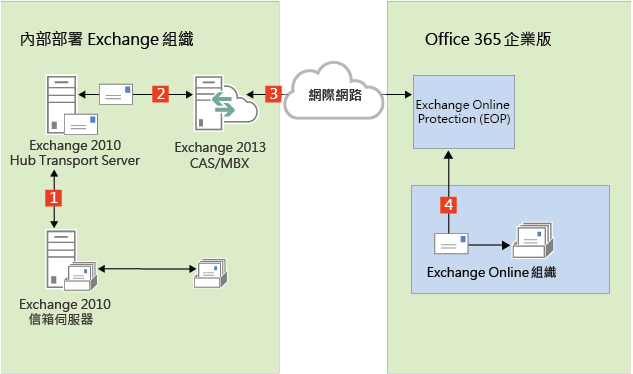 內部部署 Exchange 組織
Office 365 企業版
2
3
網際網路
Exchange Online
Protection (EOP)
Exchange 2010
Hub Transport Server
Exchange 2013
CAS/MBX
1
4
Exchange Online 組織
Exchange 2010
信箱伺服器